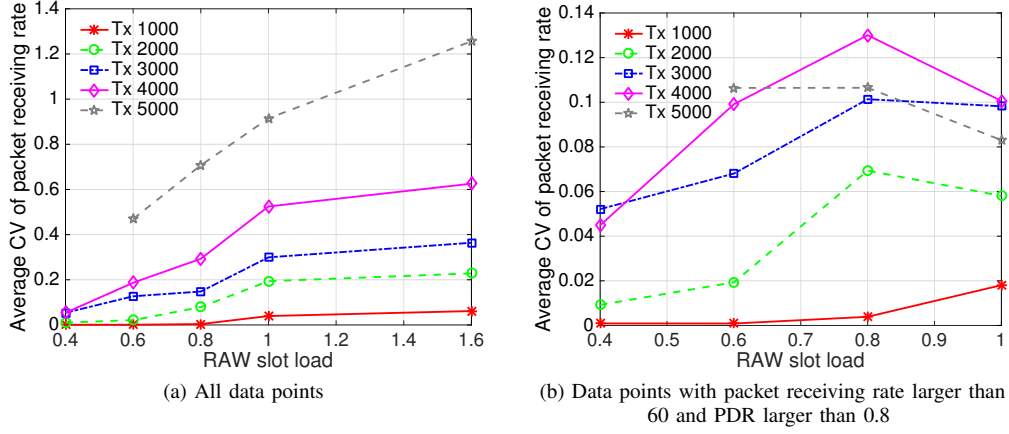 Average CV of packet receiving rate
1.4
1.2
1
0.8
0.6
0.4
0.2
0
Tx 1000
Tx 2000
Tx 3000
Tx 4000
Tx 5000
0.4 0.6 0.8 1 1.2 1.4 1.6
RAW slot load
(a) All data points
Average CV of packet receiving rate
0.14
0.12
0.1
0.08
0.06
0.04
0.02
0
Tx 1000
Tx 2000
Tx 3000
Tx 4000
Tx 5000
0.4 0.5 0.6 0.7 0.8 0.9 1
RAW slot load
(b) Data points with packet receiving rate larger than
60 and PDR larger than 0.8